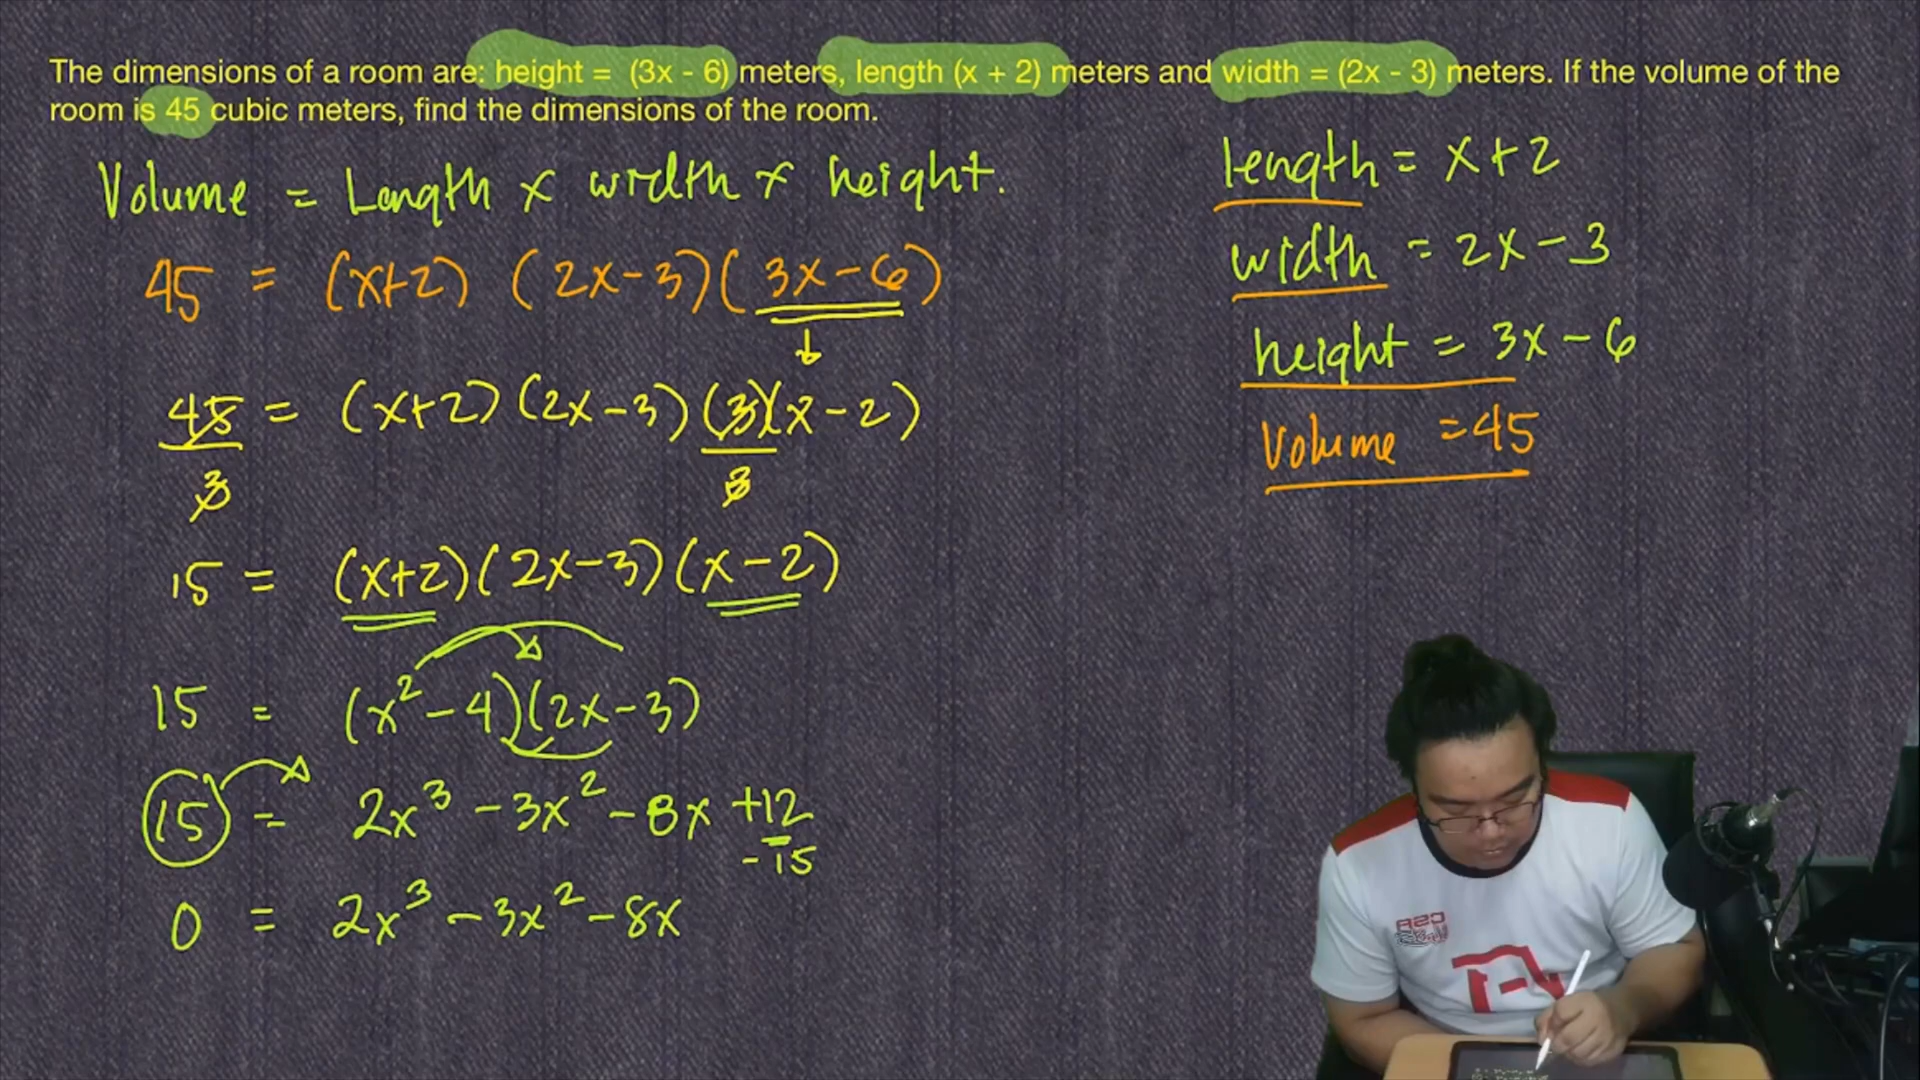 The dimensions of a room are: height = (3x - 6) meters, length (x + 2) meters and width = (2x - 3) meters. If the volume of the
room is 45 cubic meters, find the dimensions of the room.
Volume = Length x width x height.
45 = (x+2) (2x-3)(3x-6)
45 = (x+2)(2x-3)(3)(x-2)
3 3
15 = (x+2)(2x-3)(x-2)
15 = (x²-4)(2x-3)
15 = 2x³ -3x² -8x +12
-15
0 = 2x³ -3x² -8x
length = x+2
width = 2x-3
height = 3x-6
Volume =45